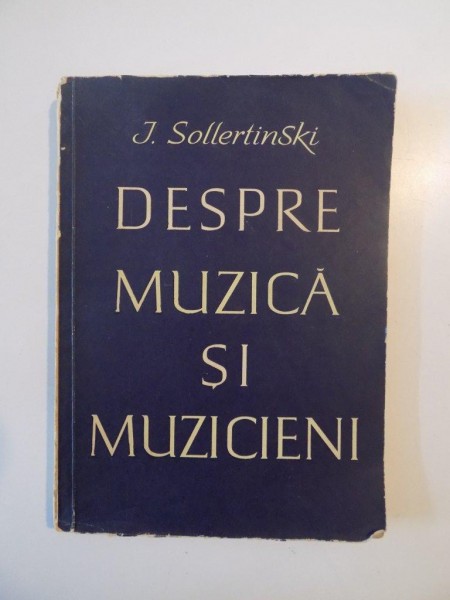 J. Sollertinski
DESPRE
MUZICĂ
ȘI
MUZICIENI